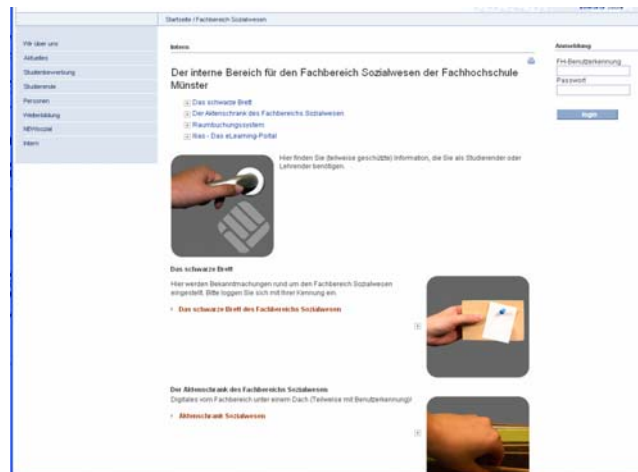 Startseite / Fachbereich Sozialwesen
Wir über uns
Aktuelles
Studienbewerbung
Studierende
Personen
Weiterbildung
NEWsozial
Intern
Intern
Der interne Bereich für den Fachbereich Sozialwesen der Fachhochschule
Münster
Das schwarze Brett
Der Aktenschrank des Fachbereichs Sozialwesen
Raumbuchungssystem
Ilias - Das eLearning-Portal
Hier finden Sie (teilweise geschützte) Information, die Sie als Studierender oder
Lehrender benötigen.
Das schwarze Brett
Hier werden Bekanntmachungen rund um den Fachbereich Sozialwesen
eingestellt. Bitte loggen Sie sich mit Ihrer Kennung ein.
Das schwarze Brett des Fachbereichs Sozialwesen
Der Aktenschrank des Fachbereichs Sozialwesen
Digitales vom Fachbereich unter einem Dach (Teilweise mit Benutzerkennung)!
Aktenschrank Sozialwesen
Anmeldung
FH-Benutzerkennung
Passwort
login